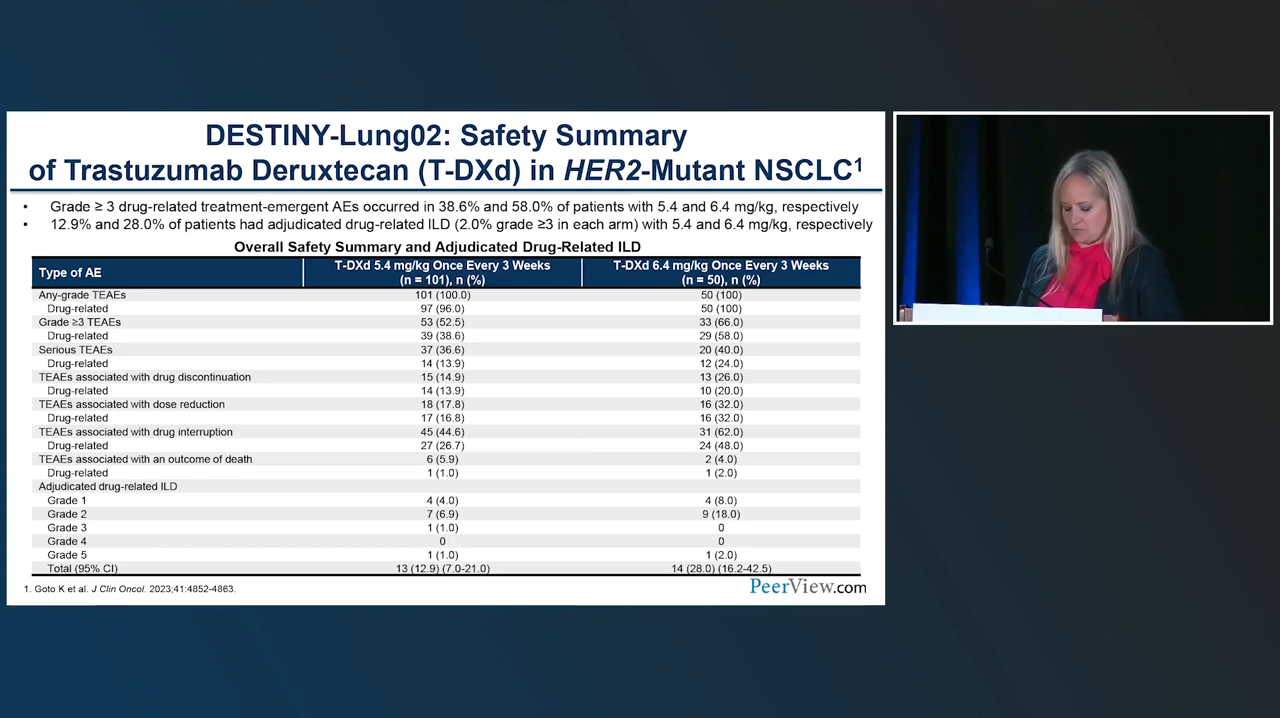 DESTINY-Lung02: Safety Summary
of Trastuzumab Deruxtecan (T-DXd) in HER2-Mutant NSCLC1
• Grade ≥ 3 drug-related treatment-emergent AEs occurred in 38.6% and 58.0% of patients with 5.4 and 6.4 mg/kg, respectively
• 12.9% and 28.0% of patients had adjudicated drug-related ILD (2.0% grade ≥3 in each arm) with 5.4 and 6.4 mg/kg, respectively
Overall Safety Summary and Adjudicated Drug-Related ILD
Type of AE T-DXd 5.4 mg/kg Once Every 3 Weeks (n = 101), n (%) T-DXd 6.4 mg/kg Once Every 3 Weeks (n = 50), n (%)
Any-grade TEAEs 101 (100.0) 50 (100)
Drug-related 97 (96.0) 50 (100)
Grade ≥3 TEAEs 53 (52.5) 33 (66.0)
Drug-related 39 (38.6) 29 (58.0)
Serious TEAEs 37 (36.6) 20 (40.0)
Drug-related 14 (13.9) 12 (24.0)
TEAEs associated with drug discontinuation 15 (14.9) 13 (26.0)
Drug-related 14 (13.9) 10 (20.0)
TEAEs associated with dose reduction 18 (17.8) 16 (32.0)
Drug-related 17 (16.8) 16 (32.0)
TEAEs associated with drug interruption 45 (44.6) 31 (62.0)
Drug-related 27 (26.7) 24 (48.0)
TEAEs associated with an outcome of death 6 (5.9) 2 (4.0)
Drug-related 1 (1.0) 1 (2.0)
Adjudicated drug-related ILD
Grade 1 4 (4.0) 4 (8.0)
Grade 2 7 (6.9) 9 (18.0)
Grade 3 1 (1.0) 0
Grade 4 0 0
Grade 5 1 (1.0) 1 (2.0)
Total (95% CI) 13 (12.9) (7.0-21.0) 14 (28.0) (16.2-42.5)
1. Goto K et al. J Clin Oncol. 2023;41:4852-4863.
PeerView.com